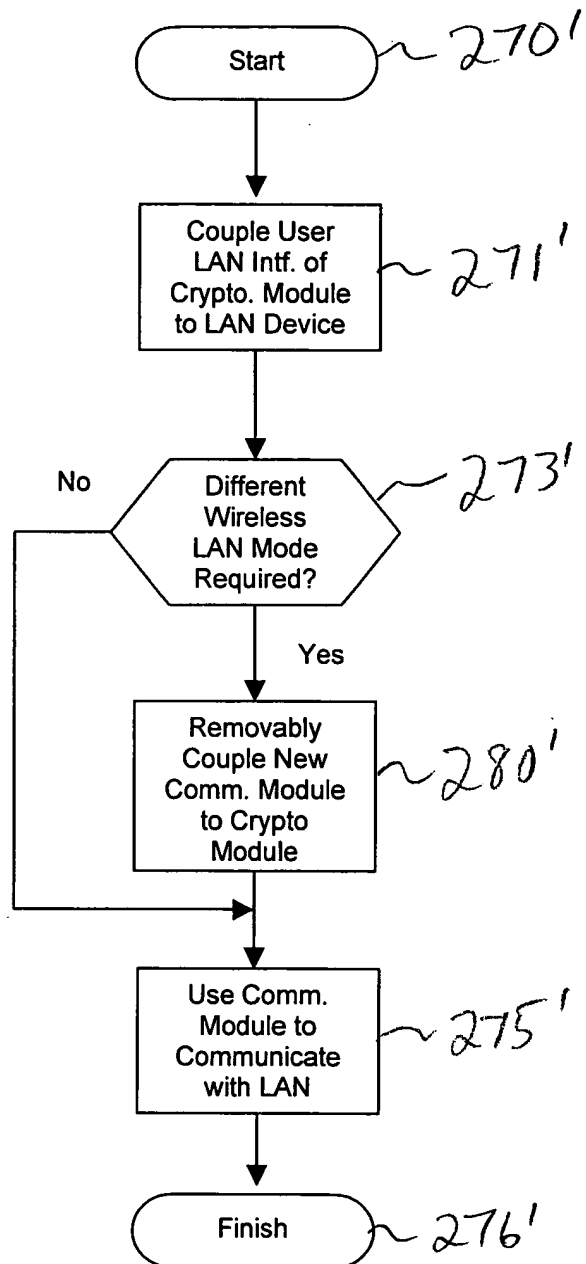 Start
270'
Couple User
LAN Intf. of
Crypto. Module
to LAN Device
271'
No
Different
Wireless
LAN Mode
Required?
273'
Yes
Removably
Couple New
Comm. Module
to Crypto
Module
280'
Use Comm.
Module to
Communicate
with LAN
275'
Finish
276'